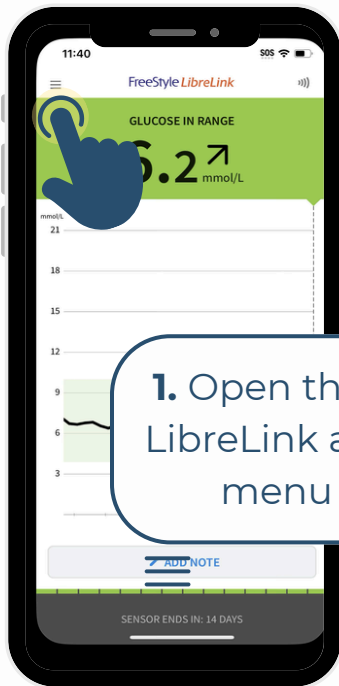 11:40 SOS
FreeStyle LibreLink
GLUCOSE IN RANGE
6.2 mmol/L
mmol/L
21
18
15
12
9
6
3
1. Open th
LibreLink a
menu
ADD NOTE
SENSOR ENDS IN: 14 DAYS